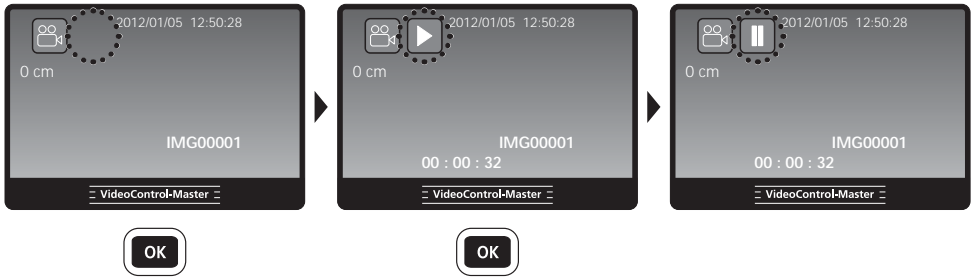 2012/01/05 12:50:28
0 cm
IMG00001
VideoControl-Master
OK
2012/01/05 12:50:28
0 cm
IMG00001
00 : 00 : 32
VideoControl-Master
OK
2012/01/05 12:50:28
0 cm
IMG00001
00 : 00 : 32
VideoControl-Master